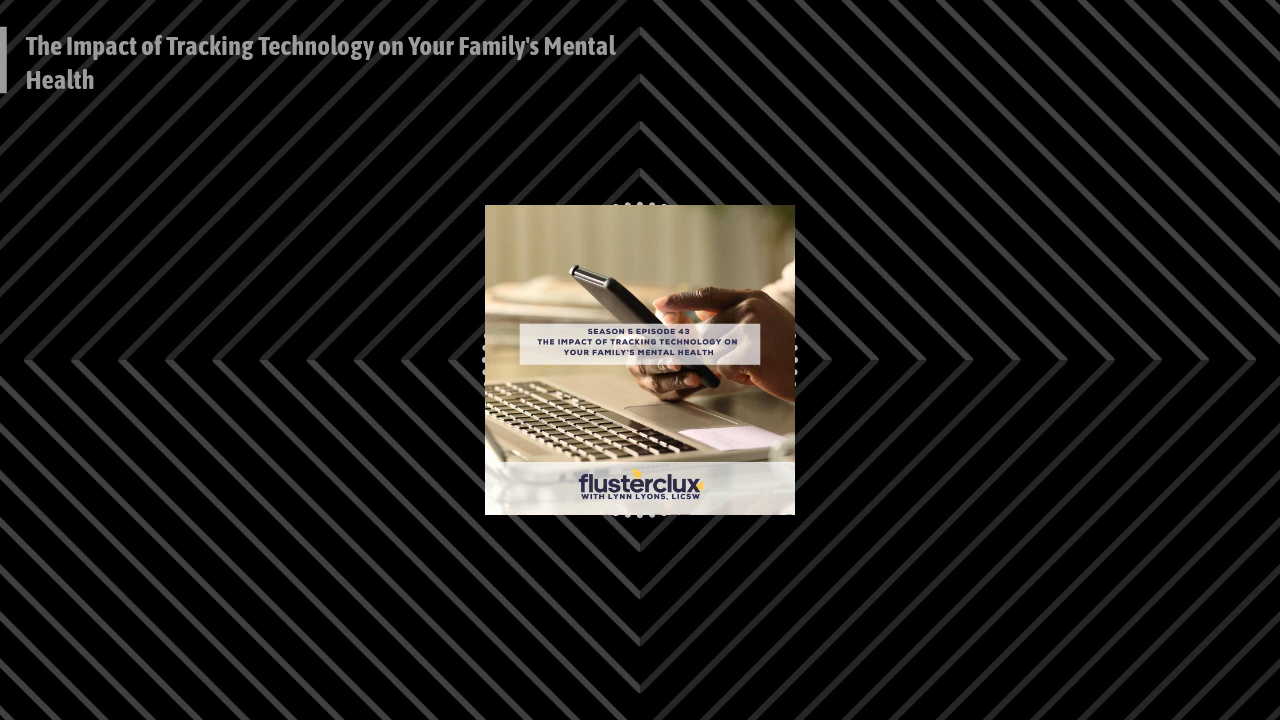 The Impact of Tracking Technology on Your Family's Mental
Health
SEASON 5 EPISODE 43
THE IMPACT OF TRACKING TECHNOLOGY ON
YOUR FAMILY'S MENTAL HEALTH
flusterclux
WITH LYNN LYONS, LICSW